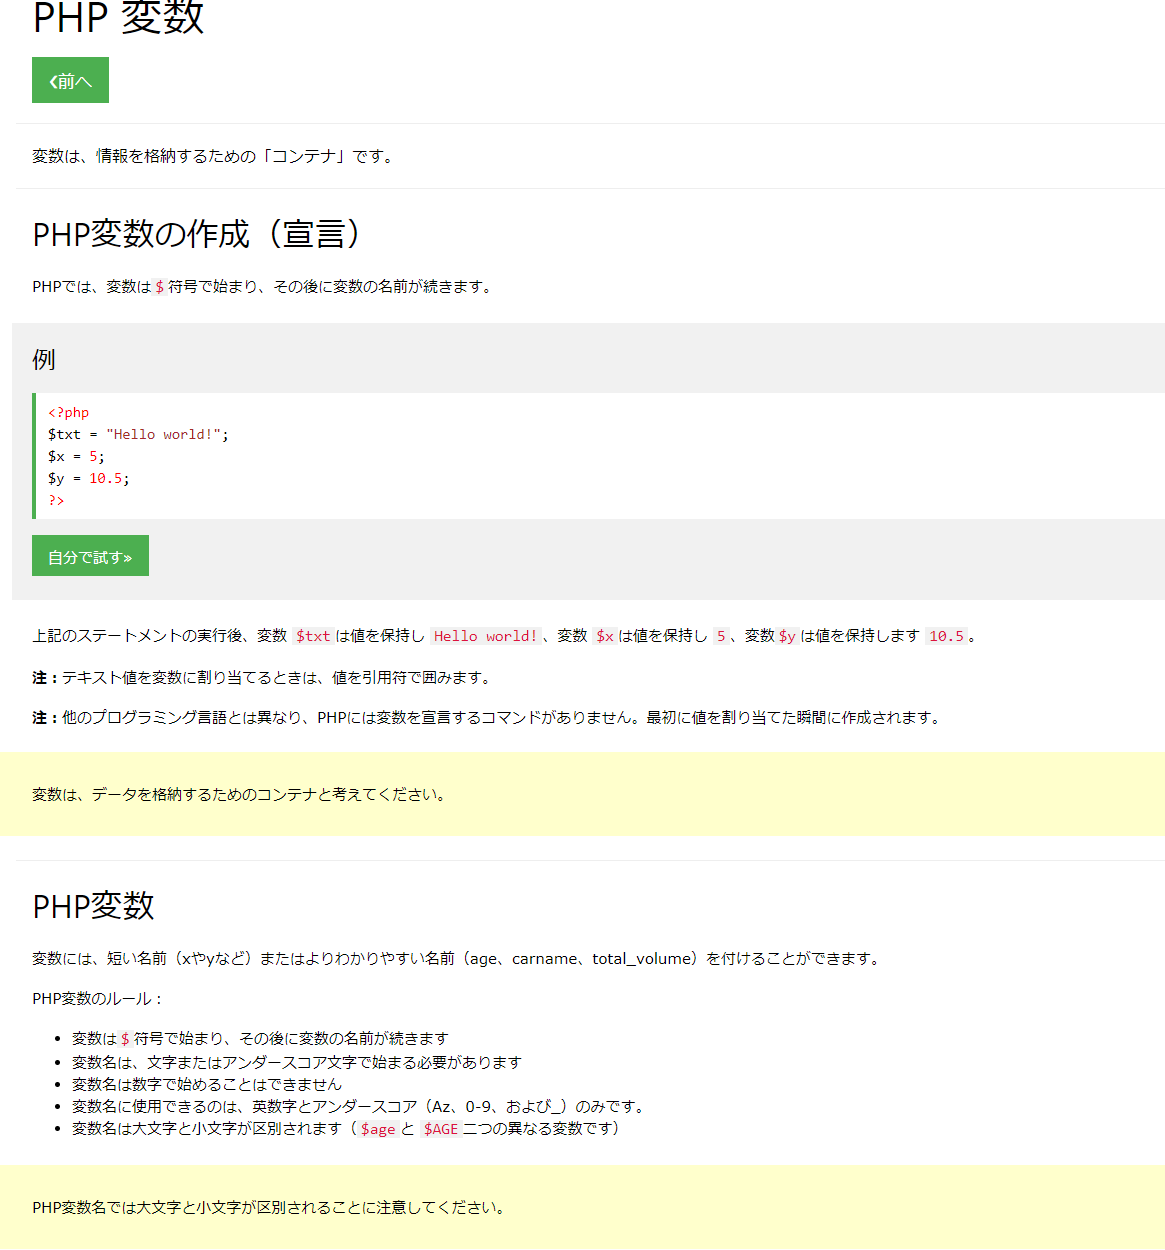 PHP 変数
❮前へ
変数は、情報を格納するための「コンテナ」です。
PHP変数の作成（宣言）
PHPでは、変数は $ 符号で始まり、その後に変数の名前が続きます。
例
<?php
$txt = "Hello world!";
$x = 5;
$y = 10.5;
?>
自分で試す»
上記のステートメントの実行後、変数 $txt は値を保持し Hello world! 、変数 $x は値を保持し 5 、変数 $y は値を保持します 10.5 。
注：テキスト値を変数に割り当てるときは、値を引用符で囲みます。
注：他のプログラミング言語とは異なり、PHPには変数を宣言するコマンドがありません。最初に値を割り当てた瞬間に作成されます。
変数は、データを格納するためのコンテナと考えてください。
PHP変数
変数には、短い名前（xやyなど）またはよりわかりやすい名前（age、carname、total_volume）を付けることができます。
PHP変数のルール：
• 変数は $ 符号で始まり、その後に変数の名前が続きます
• 変数名は、文字またはアンダースコア文字で始まる必要があります
• 変数名は数字で始めることはできません
• 変数名に使用できるのは、英数字とアンダースコア（Az、0-9、および_）のみです。
• 変数名は大文字と小文字が区別されます（ $age と $AGE 二つの異なる変数です）
PHP変数名では大文字と小文字が区別されることに注意してください。